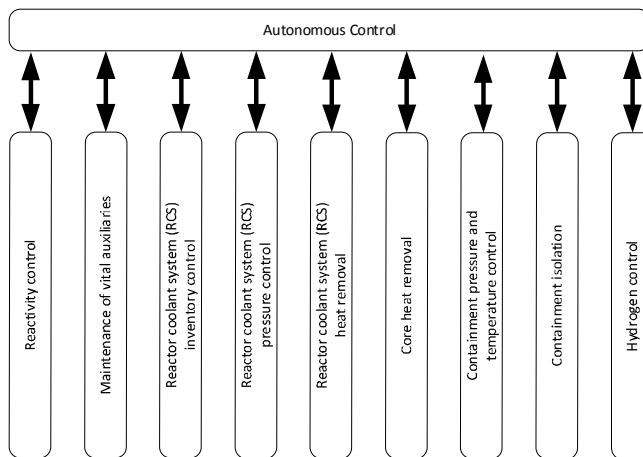 Autonomous Control
Reactivity control
Maintenance of vital auxiliaries
Reactor coolant system (RCS)
inventory control
Reactor coolant system (RCS)
pressure control
Reactor coolant system (RCS)
heat removal
Core heat removal
Containment pressure and
temperature control
Containment isolation
Hydrogen control